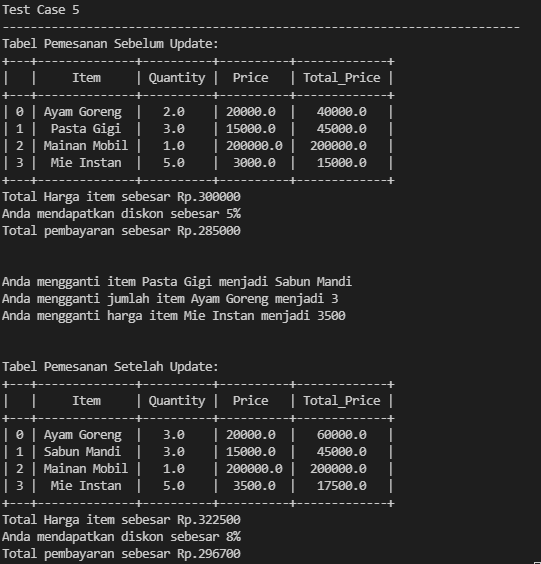 Test Case 5
--------------------------------------------------------------------------
Tabel Pemesanan Sebelum Update:
+---+--------------+----------+----------+-------------+
|   |     Item     | Quantity |  Price   | Total_Price |
+---+--------------+----------+----------+-------------+
| 0 | Ayam Goreng  |   2.0    | 20000.0  |   40000.0   |
| 1 |  Pasta Gigi  |   3.0    | 15000.0  |   45000.0   |
| 2 | Mainan Mobil |   1.0    | 200000.0 |  200000.0   |
| 3 |  Mie Instan  |   5.0    |  3000.0  |   15000.0   |
+---+--------------+----------+----------+-------------+
Total Harga item sebesar Rp.300000
Anda mendapatkan diskon sebesar 5%
Total pembayaran sebesar Rp.285000
Anda mengganti item Pasta Gigi menjadi Sabun Mandi
Anda mengganti jumlah item Ayam Goreng menjadi 3
Anda mengganti harga item Mie Instan menjadi 3500
Tabel Pemesanan Setelah Update:
+---+--------------+----------+----------+-------------+
|   |     Item     | Quantity |  Price   | Total_Price |
+---+--------------+----------+----------+-------------+
| 0 | Ayam Goreng  |   3.0    | 20000.0  |   60000.0   |
| 1 | Sabun Mandi  |   3.0    | 15000.0  |   45000.0   |
| 2 | Mainan Mobil |   1.0    | 200000.0 |  200000.0   |
| 3 |  Mie Instan  |   5.0    |  3500.0  |   17500.0   |
+---+--------------+----------+----------+-------------+
Total Harga item sebesar Rp.322500
Anda mendapatkan diskon sebesar 8%
Total pembayaran sebesar Rp.296700